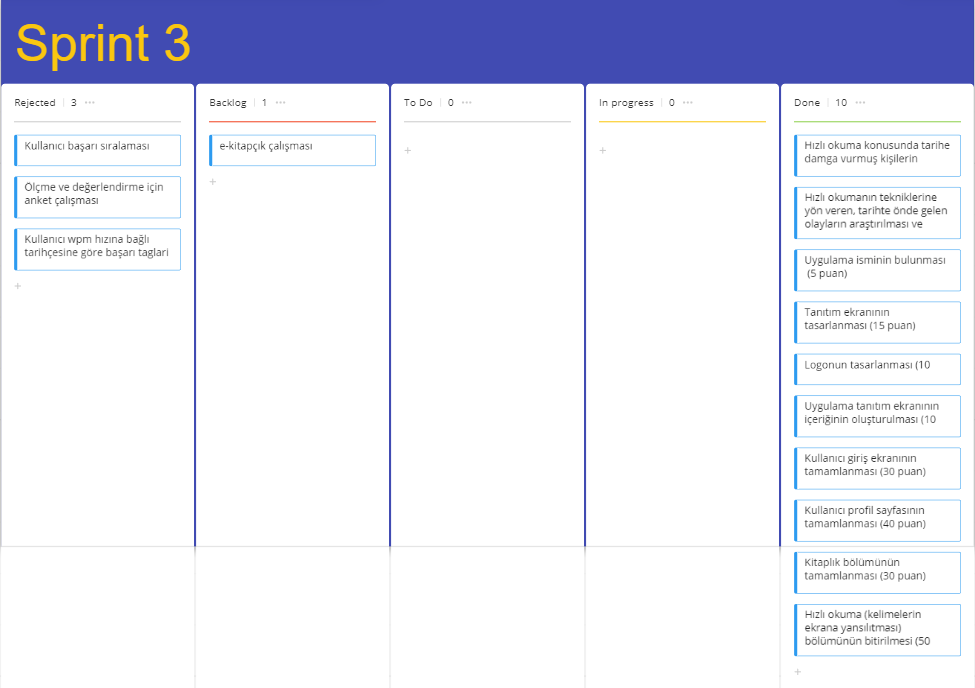 Sprint 3
Rejected 3 ...
Kullanıcı başarı sıralaması
Ölçme ve değerlendirme için
anket çalışması
Kullanıcı wpm hızına bağlı
tarihçesine göre başarı taglari
+
Backlog 1 ...
e-kitapçık çalışması
+
To Do 0 ...
+
In progress 0 ...
+
Done 10 ...
Hızlı okuma konusunda tarihe
damga vurmuş kişilerin
Hızlı okumanın tekniklerine
yön veren, tarihte önde gelen
olayların araştırılması ve
Uygulama isminin bulunması
(5 puan)
Tanıtım ekranının
tasarlanması (15 puan)
Logonun tasarlanması (10
Uygulama tanıtım ekranının
içeriğinin oluşturulması (10
Kullanıcı giriş ekranının
tamamlanması (30 puan)
Kullanıcı profil sayfasının
tamamlanması (40 puan)
Kitaplık bölümünün
tamamlanması (30 puan)
Hızlı okuma (kelimelerin
ekrana yansılıtması)
bölümünün bitirilmesi (50
+